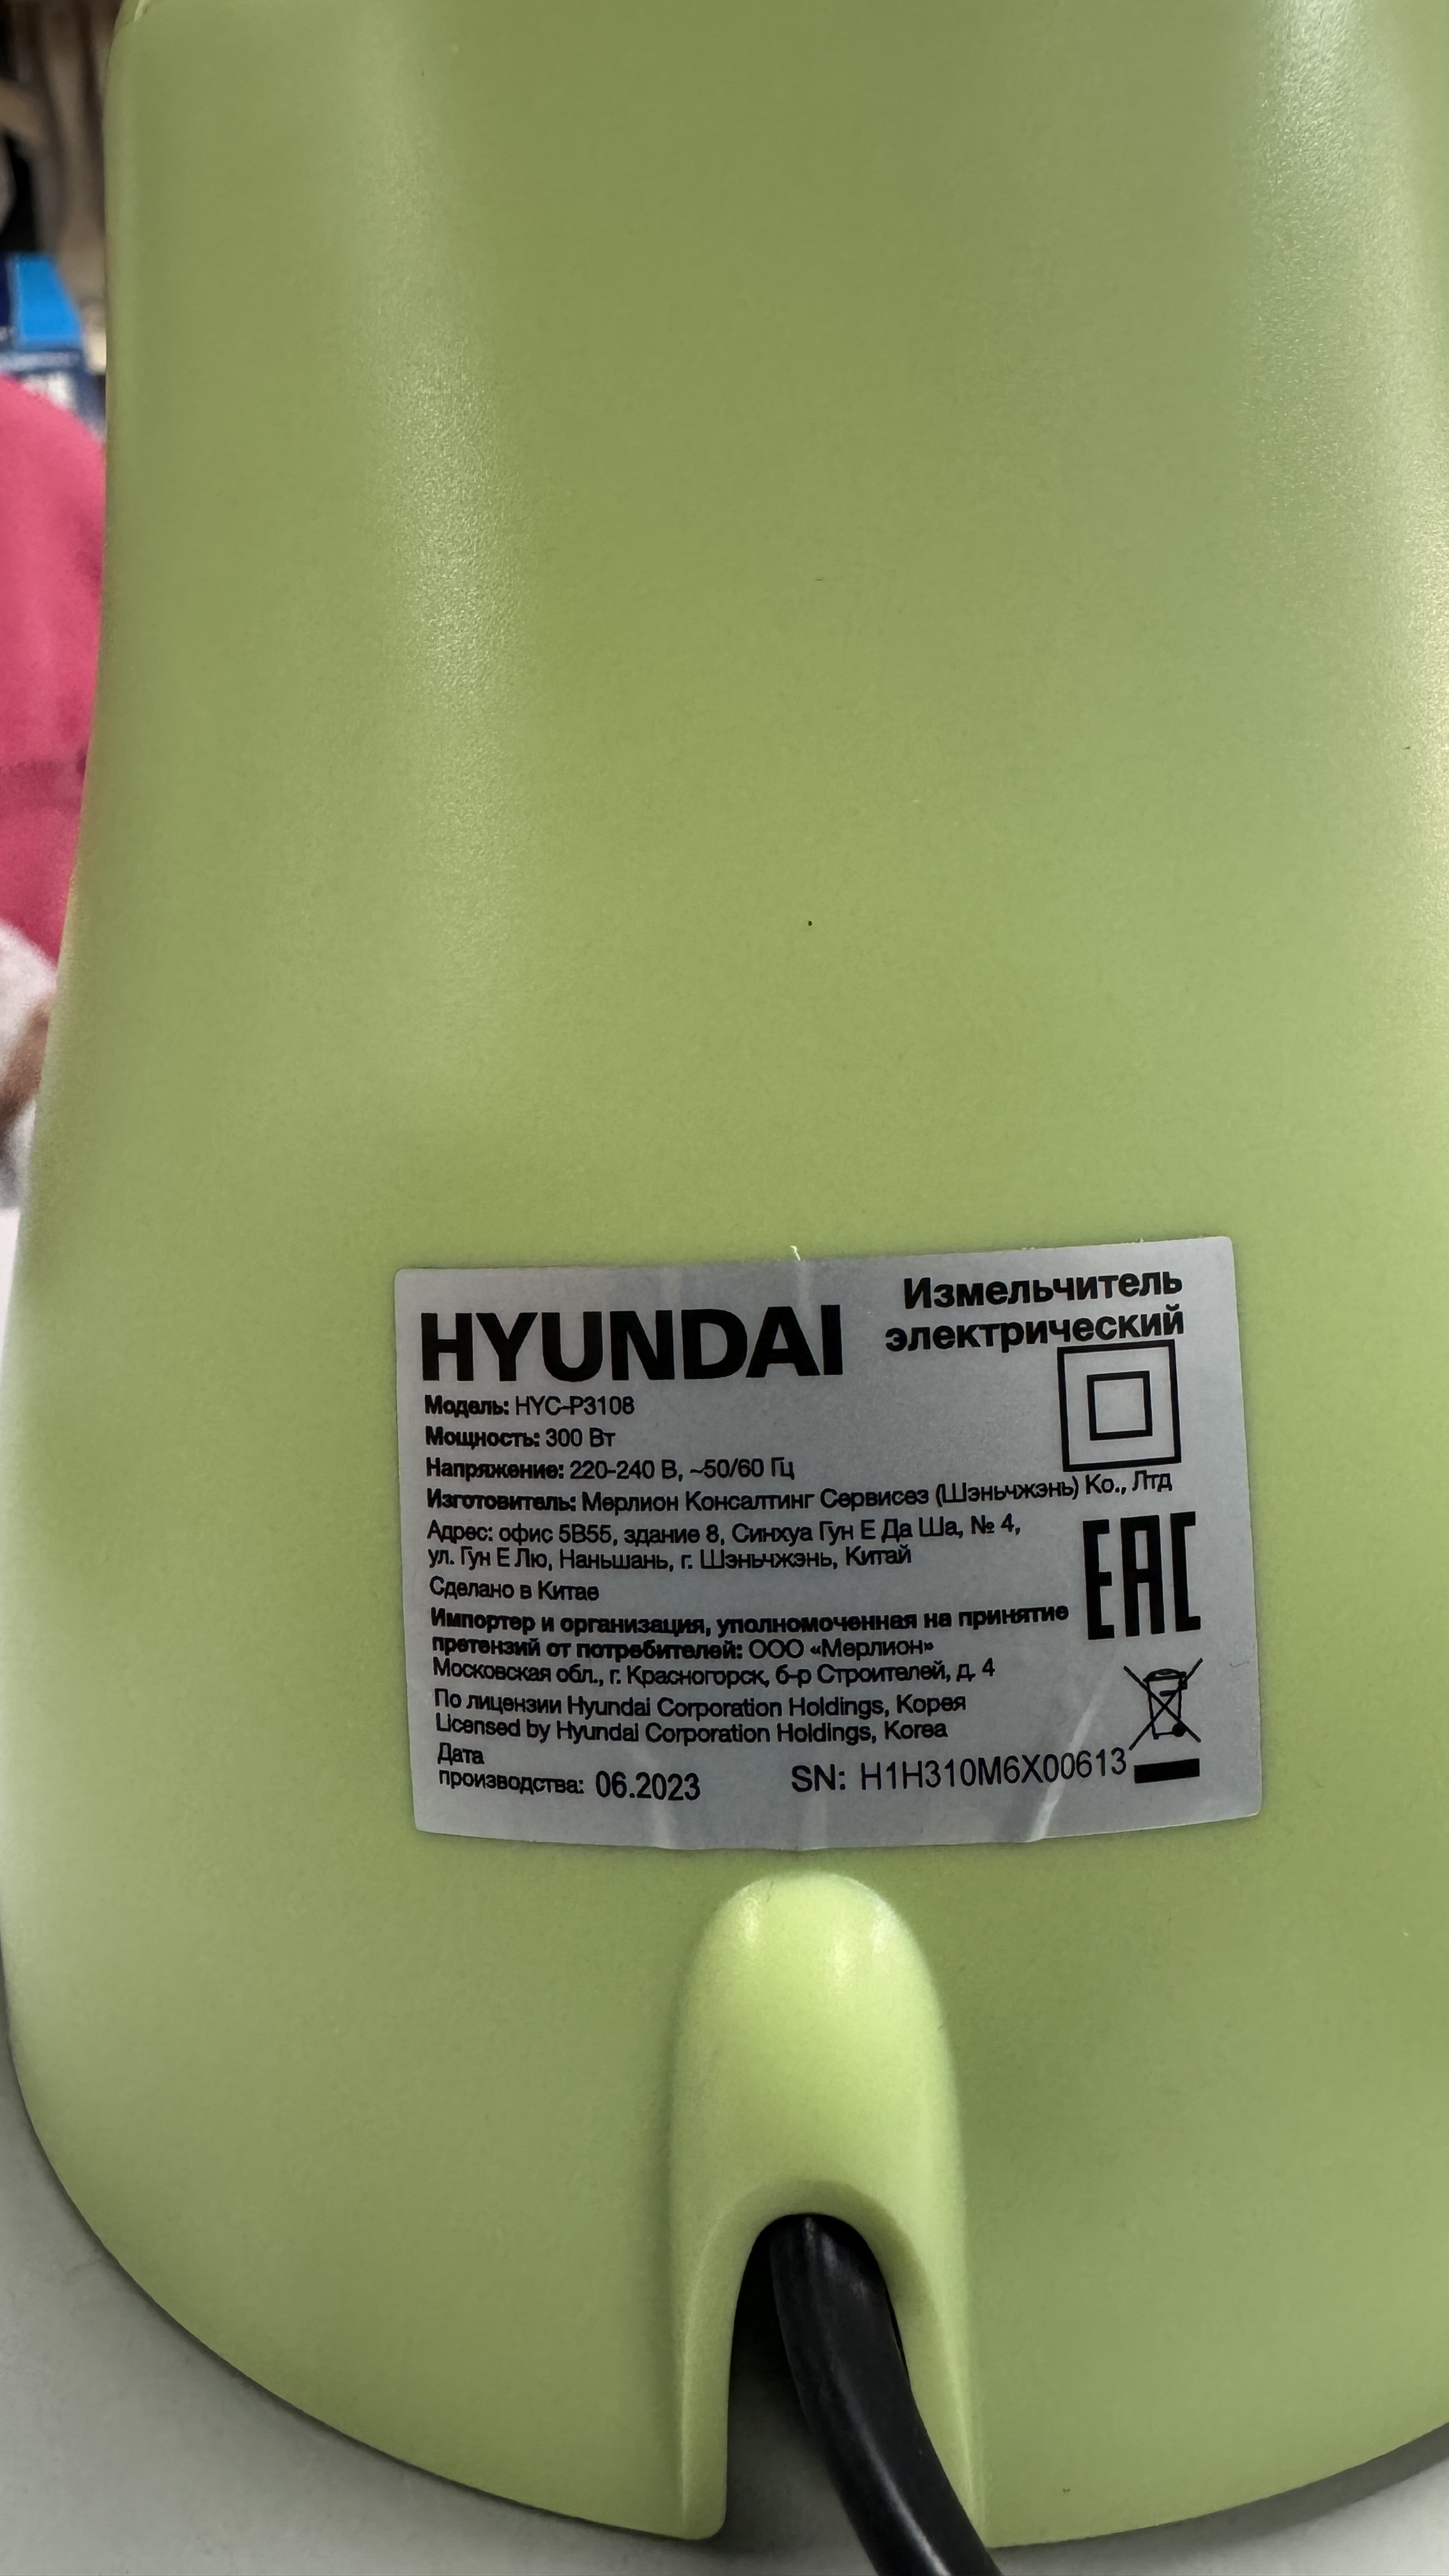 HYUNDAI
Измельчитель
электрический
Модель: HYC-P3108
Мощность: 300 Вт
Напряжение: 220-240 В, ~50/60 Гц
Изготовитель: Мерлион Консалтинг Сервисез (Шэньчжэнь) Ко., Лтд
Адрес: офис 5B55, здание 8, Синхуа Гун Е Да Ша, № 4,
ул. Гун Е Лю, Наньшань, г. Шэньчжэнь, Китай
Сделано в Китае
EAC
Импортер и организация, уполномоченная на принятие
претензий от потребителей: ООО «Мерлион»
Московская обл., г. Красногорск, б-р Строителей, д. 4
По лицензии Hyundai Corporation Holdings, Корея
Licensed by Hyundai Corporation Holdings, Korea
Дата
производства: 06.2023
SN: H1H310M6X00613